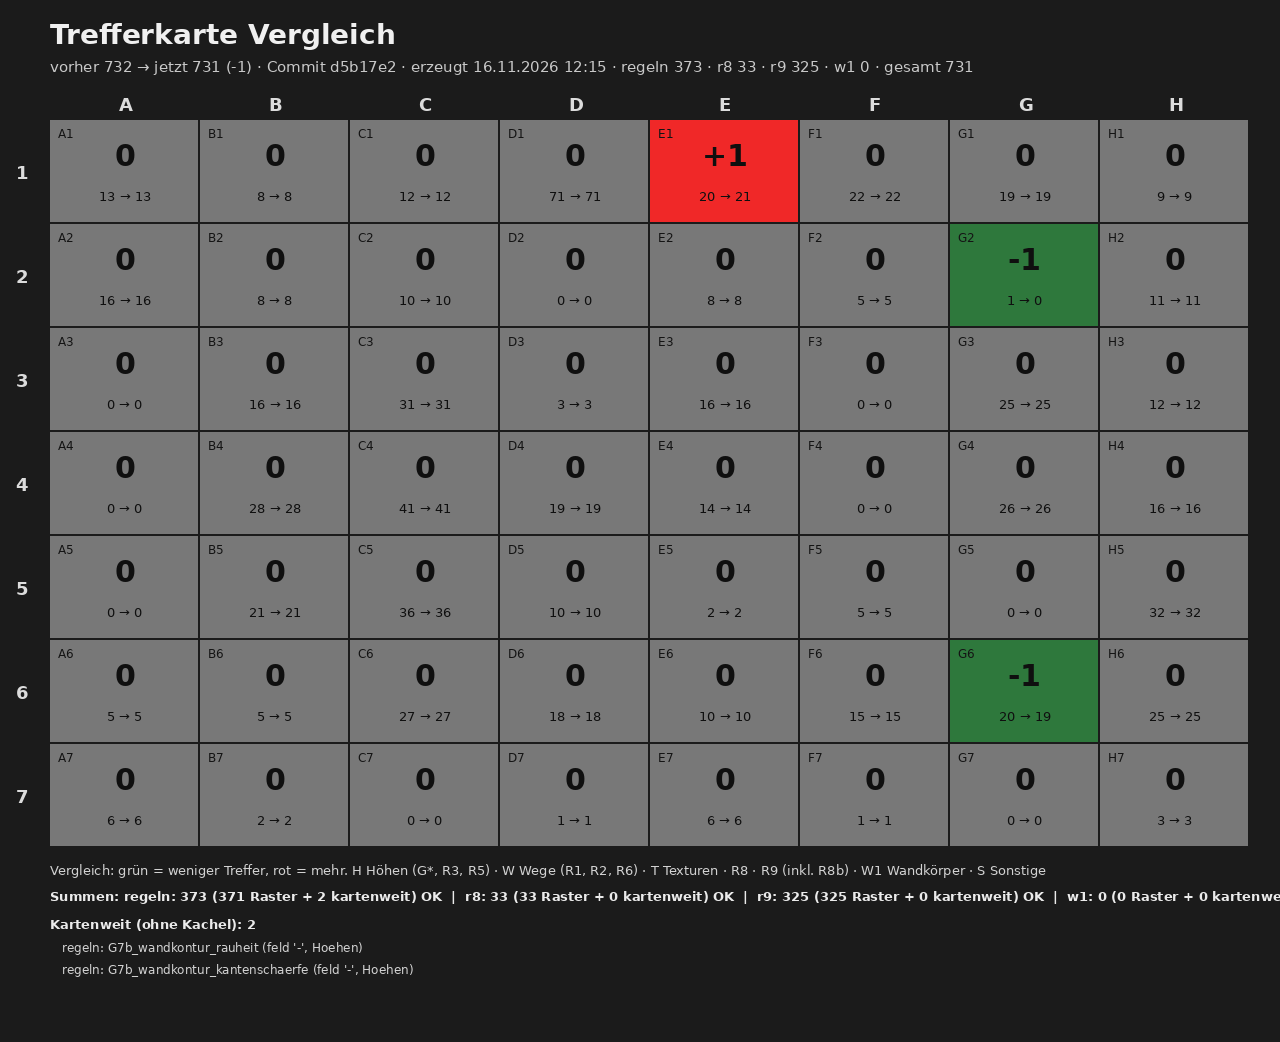 Trefferkarte Vergleich
vorher 732 → jetzt 731 (-1) · Commit d5b17e2 · erzeugt 16.11.2026 12:15 · regeln 373 · r8 33 · r9 325 · w1 0 · gesamt 731
A B C D E F G H
A1 B1 C1 D1 E1 F1 G1 H1
1 0 0 0 0 +1 0 0 0
13 → 13 8 → 8 12 → 12 71 → 71 20 → 21 22 → 22 19 → 19 9 → 9
A2 B2 C2 D2 E2 F2 G2 H2
2 0 0 0 0 0 0 -1 0
16 → 16 8 → 8 10 → 10 0 → 0 8 → 8 5 → 5 1 → 0 11 → 11
A3 B3 C3 D3 E3 F3 G3 H3
3 0 0 0 0 0 0 0 0
0 → 0 16 → 16 31 → 31 3 → 3 16 → 16 0 → 0 25 → 25 12 → 12
A4 B4 C4 D4 E4 F4 G4 H4
4 0 0 0 0 0 0 0 0
0 → 0 28 → 28 41 → 41 19 → 19 14 → 14 0 → 0 26 → 26 16 → 16
A5 B5 C5 D5 E5 F5 G5 H5
5 0 0 0 0 0 0 0 0
0 → 0 21 → 21 36 → 36 10 → 10 2 → 2 5 → 5 0 → 0 32 → 32
A6 B6 C6 D6 E6 F6 G6 H6
6 0 0 0 0 0 0 -1 0
5 → 5 5 → 5 27 → 27 18 → 18 10 → 10 15 → 15 20 → 19 25 → 25
A7 B7 C7 D7 E7 F7 G7 H7
7 0 0 0 0 0 0 0 0
6 → 6 2 → 2 0 → 0 1 → 1 6 → 6 1 → 1 0 → 0 3 → 3
Vergleich: grün = weniger Treffer, rot = mehr. H Höhen (G*, R3, R5) · W Wege (R1, R2, R6) · T Texturen · R8 · R9 (inkl. R8b) · W1 Wandkörper · S Sonstige
Summen: regeln: 373 (371 Raster + 2 kartenweit) OK | r8: 33 (33 Raster + 0 kartenweit) OK | r9: 325 (325 Raster + 0 kartenweit) OK | w1: 0 (0 Raster + 0 kartenwe
Kartenweit (ohne Kachel): 2
regeln: G7b_wandkontur_rauheit (feld '-', Hoehen)
regeln: G7b_wandkontur_kantenschaerfe (feld '-', Hoehen)